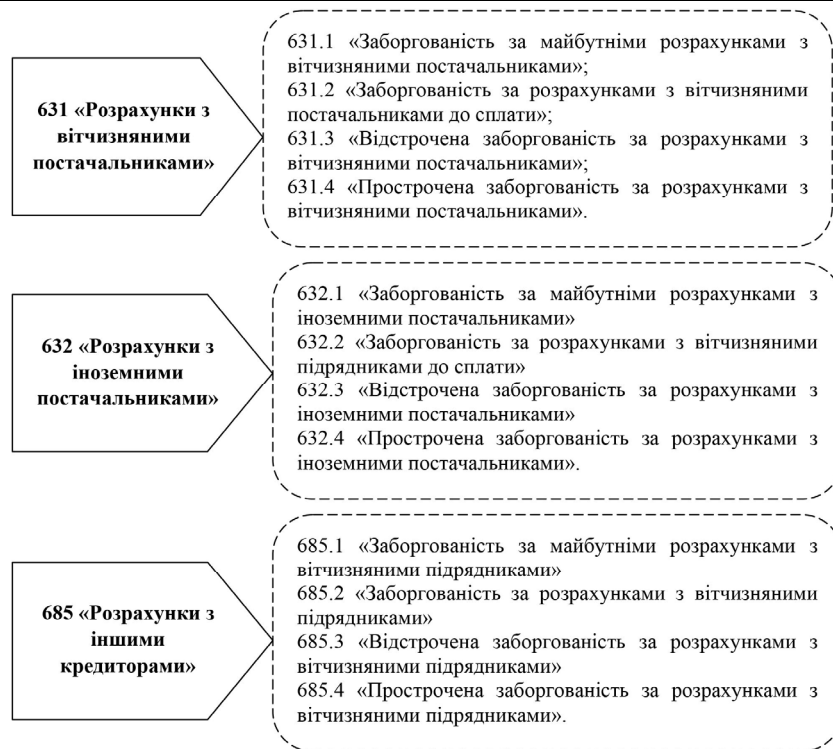 631 «Розрахунки з
вітчизняними
постачальниками»
631.1 «Заборгованість за майбутніми розрахунками з
вітчизняними постачальниками»;
631.2 «Заборгованість за розрахунками з вітчизняними
постачальниками до сплати»;
631.3 «Відстрочена заборгованість за розрахунками з
вітчизняними постачальниками»;
631.4 «Прострочена заборгованість за розрахунками з
вітчизняними постачальниками».
632 «Розрахунки з
іноземними
постачальниками»
632.1 «Заборгованість за майбутніми розрахунками з
іноземними постачальниками»
632.2 «Заборгованість за розрахунками з вітчизняними
підрядниками до сплати»
632.3 «Відстрочена заборгованість за розрахунками з
іноземними постачальниками»
632.4 «Прострочена заборгованість за розрахунками з
іноземними постачальниками».
685 «Розрахунки з
іншими
кредиторами»
685.1 «Заборгованість за майбутніми розрахунками з
вітчизняними підрядниками»
685.2 «Заборгованість за розрахунками з вітчизняними
підрядниками»
685.3 «Відстрочена заборгованість за розрахунками з
вітчизняними підрядниками»
685.4 «Прострочена заборгованість за розрахунками з
вітчизняними підрядниками».